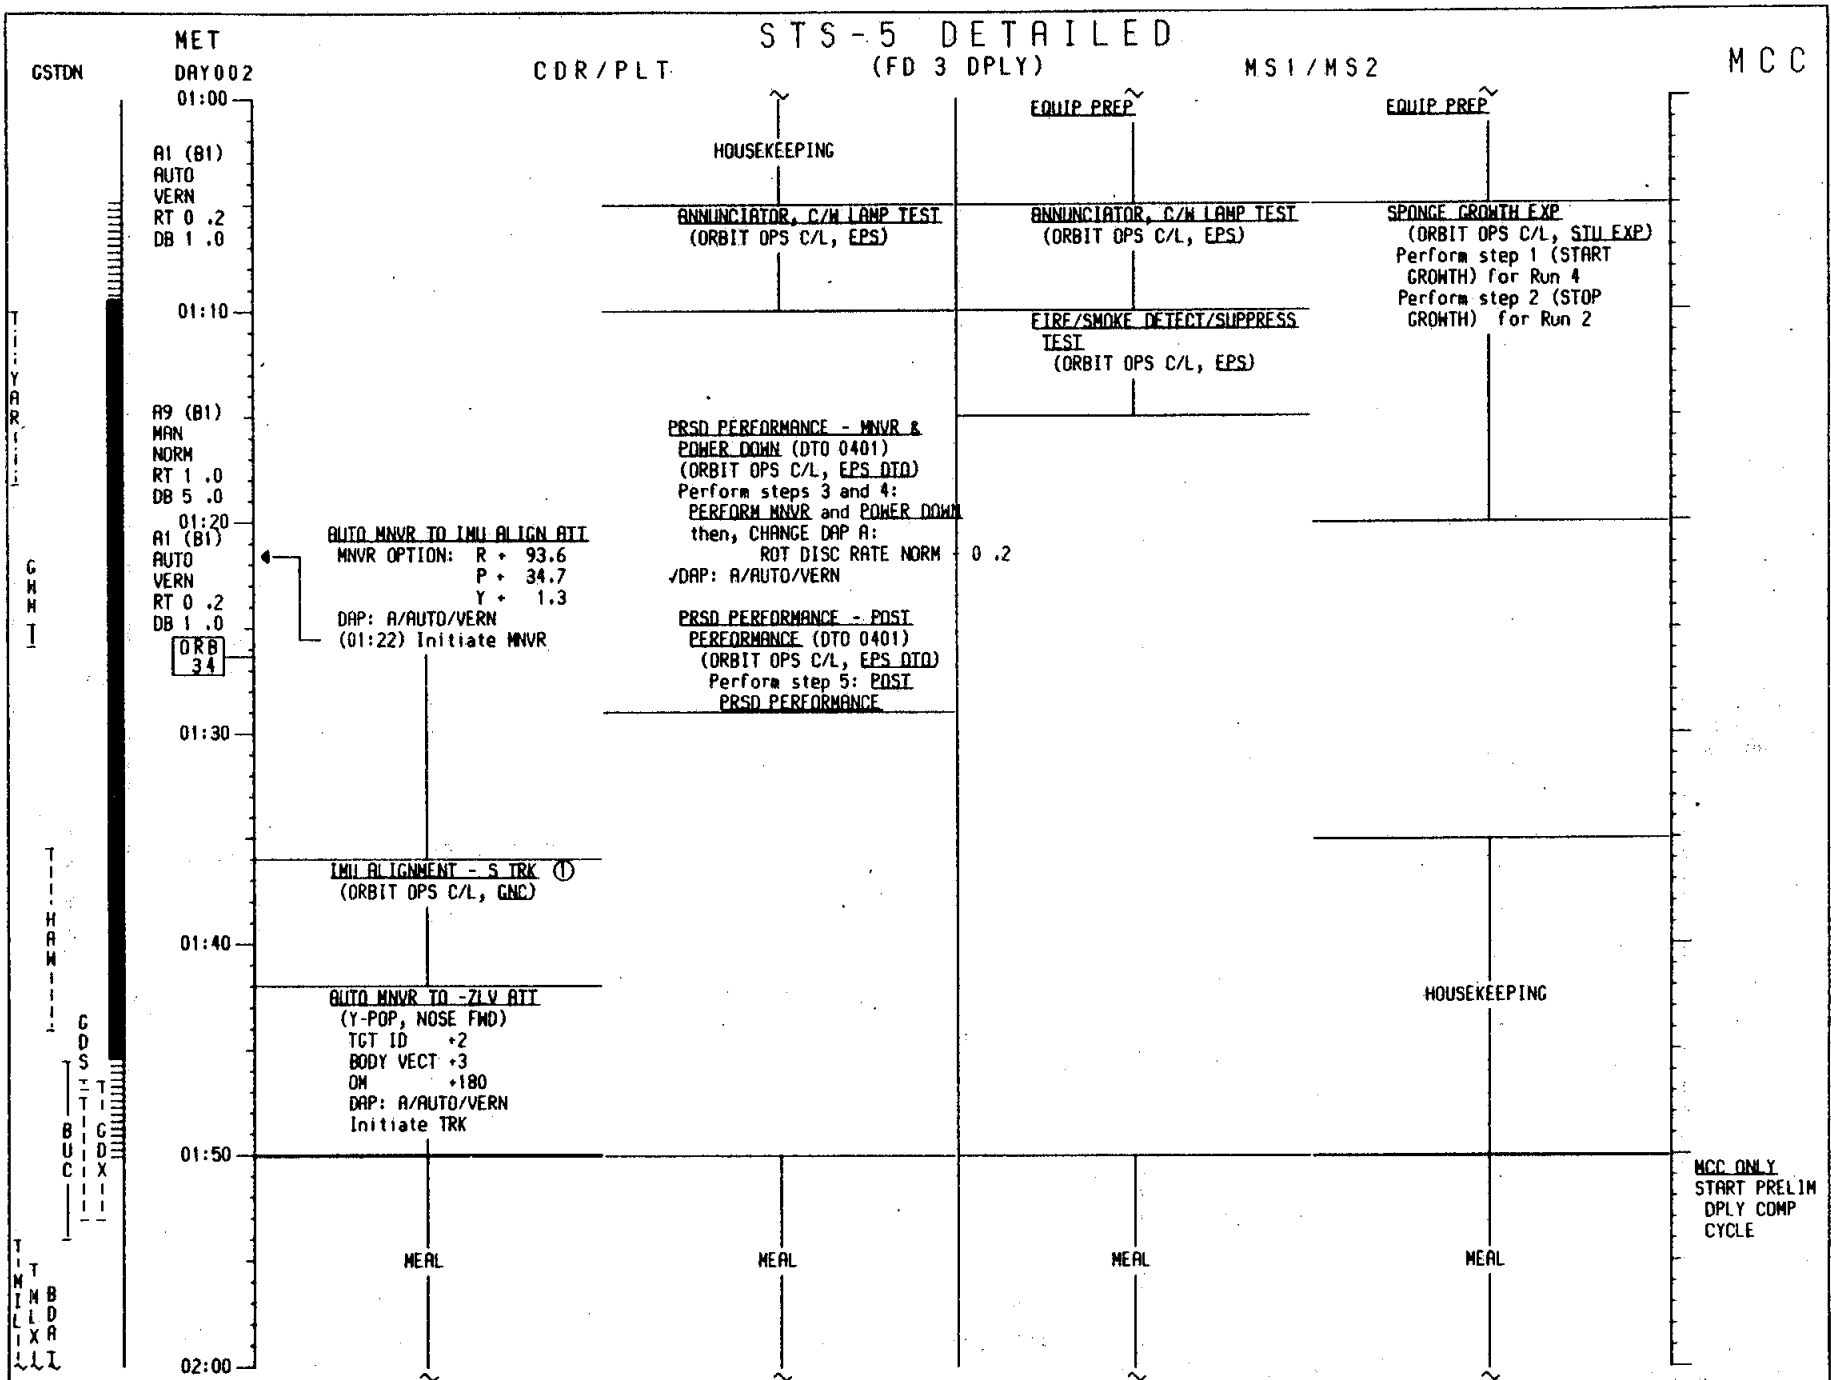 STS-5 DETAILED
(FD 3 DPLY)
GSTDN
MET
DAY002
CDR/PLT
MS1/MS2
MCC
01:00
A1 (B1)
AUTO
VERN
RT 0 .2
DB 1 .0
01:10
A9 (B1)
MAN
NORM
RT 1 .0
DB 5 .0
01:20
A1 (B1)
AUTO
VERN
RT 0 .2
DB 1 .0
ORB
34
01:30
01:40
01:50
02:00
YAR
GWM
HAW
GDS
BUC
GDX
MIL
MLX
BDA
AUTO MNVR TO IMU ALIGN ATT
MNVR OPTION: R + 93.6
P + 34.7
Y + 1.3
DAP: A/AUTO/VERN
(01:22) Initiate MNVR
IMU ALIGNMENT - S TRK 1
(ORBIT OPS C/L, GNC)
AUTO MNVR TO -ZLV ATT
(Y-POP, NOSE FWD)
TGT ID +2
BODY VECT +3
OM +180
DAP: A/AUTO/VERN
Initiate TRK
MEAL
HOUSEKEEPING
ANNUNCIATOR, C/W LAMP TEST
(ORBIT OPS C/L, EPS)
PRSD PERFORMANCE - MNVR &
POWER DOWN (DTO 0401)
(ORBIT OPS C/L, EPS DTO)
Perform steps 3 and 4:
PERFORM MNVR and POWER DOWN
then, CHANGE DAP A:
ROT DISC RATE NORM + 0 .2
√DAP: A/AUTO/VERN
PRSD PERFORMANCE - POST
PERFORMANCE (DTO 0401)
(ORBIT OPS C/L, EPS DTO)
Perform step 5: POST
PRSD PERFORMANCE
MEAL
EQUIP PREP
ANNUNCIATOR, C/W LAMP TEST
(ORBIT OPS C/L, EPS)
FIRE/SMOKE DETECT/SUPPRESS
TEST
(ORBIT OPS C/L, EPS)
MEAL
EQUIP PREP
SPONGE GROWTH EXP
(ORBIT OPS C/L, STU EXP)
Perform step 1 (START
GROWTH) for Run 4
Perform step 2 (STOP
GROWTH) for Run 2
HOUSEKEEPING
MEAL
MCC ONLY
START PRELIM
DPLY COMP
CYCLE